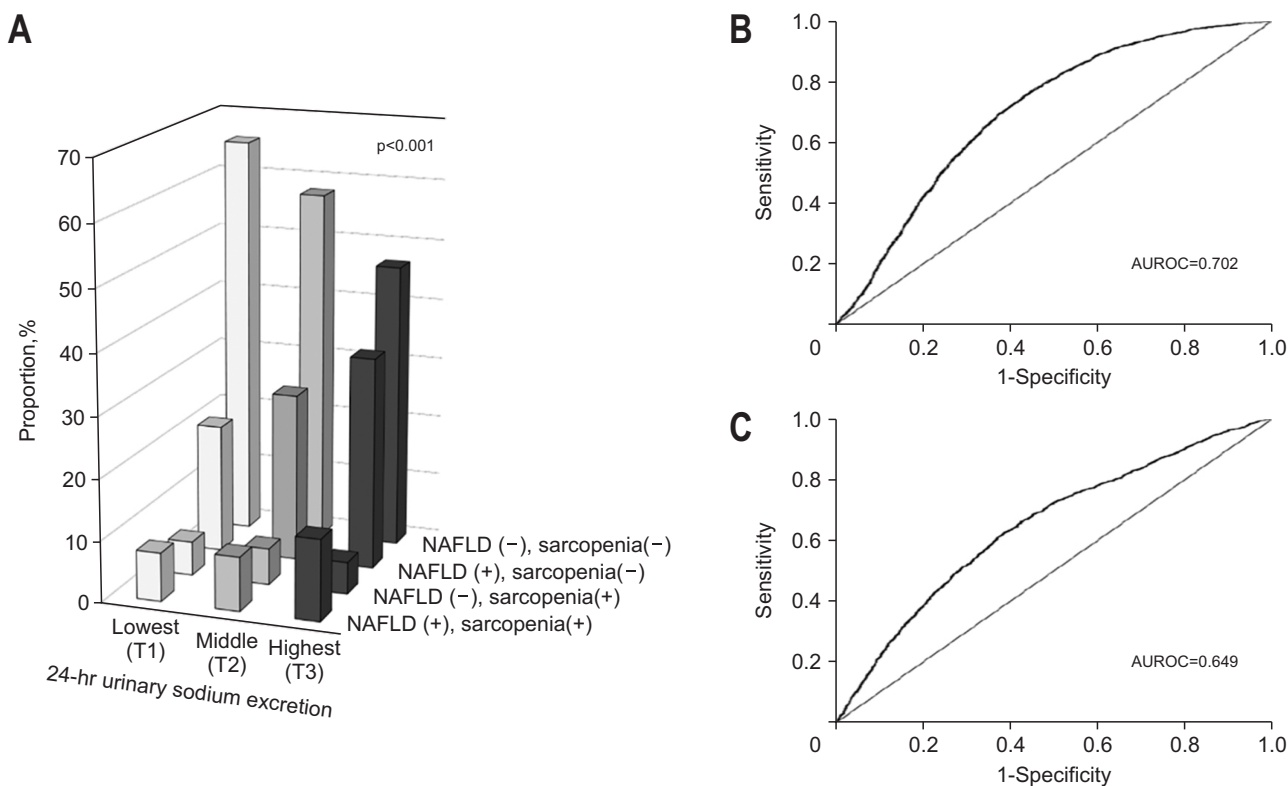 A
p<0.001
70
60
50
40
30
20
10
0
Proportion,%
NAFLD (−), sarcopenia(−)
NAFLD (+), sarcopenia(−)
NAFLD (−), sarcopenia(+)
NAFLD (+), sarcopenia(+)
Lowest
(T1)
Middle
(T2)
Highest
(T3)
24-hr urinary sodium excretion
B
1.0
0.8
0.6
0.4
0.2
Sensitivity
AUROC=0.702
0 0.2 0.4 0.6 0.8 1.0
1-Specificity
C
1.0
0.8
0.6
0.4
0.2
Sensitivity
AUROC=0.649
0 0.2 0.4 0.6 0.8 1.0
1-Specificity